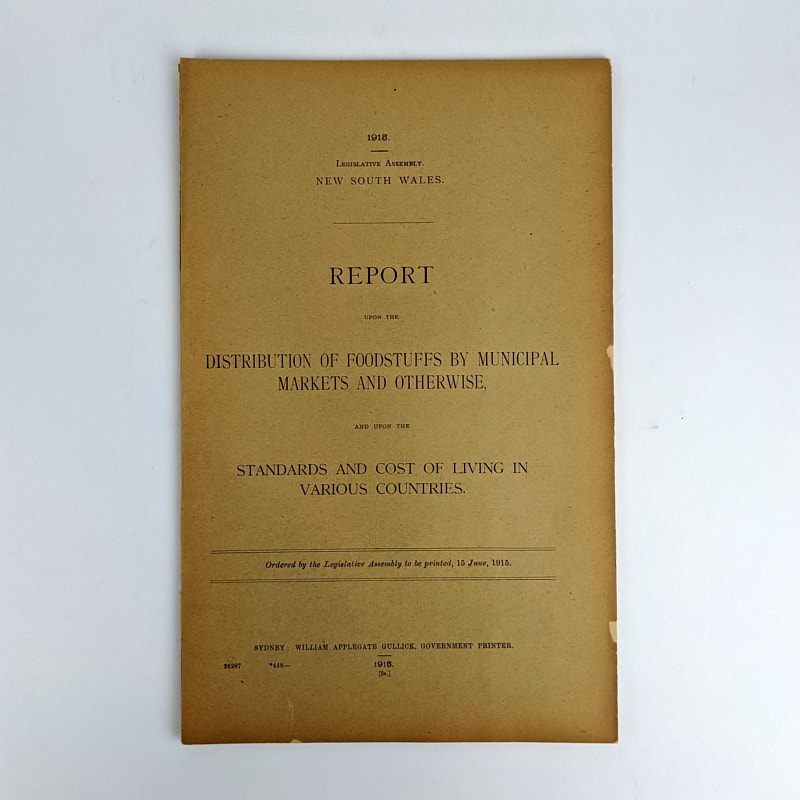 1915.
Legislative Assembly.
NEW SOUTH WALES.
REPORT
UPON THE
DISTRIBUTION OF FOODSTUFFS BY MUNICIPAL
MARKETS AND OTHERWISE,
AND UPON THE
STANDARDS AND COST OF LIVING IN
VARIOUS COUNTRIES.
Ordered by the Legislative Assembly to be printed, 15 June, 1915.
SYDNEY: WILLIAM APPLEGATE GULLICK, GOVERNMENT PRINTER.
*448— 1915.